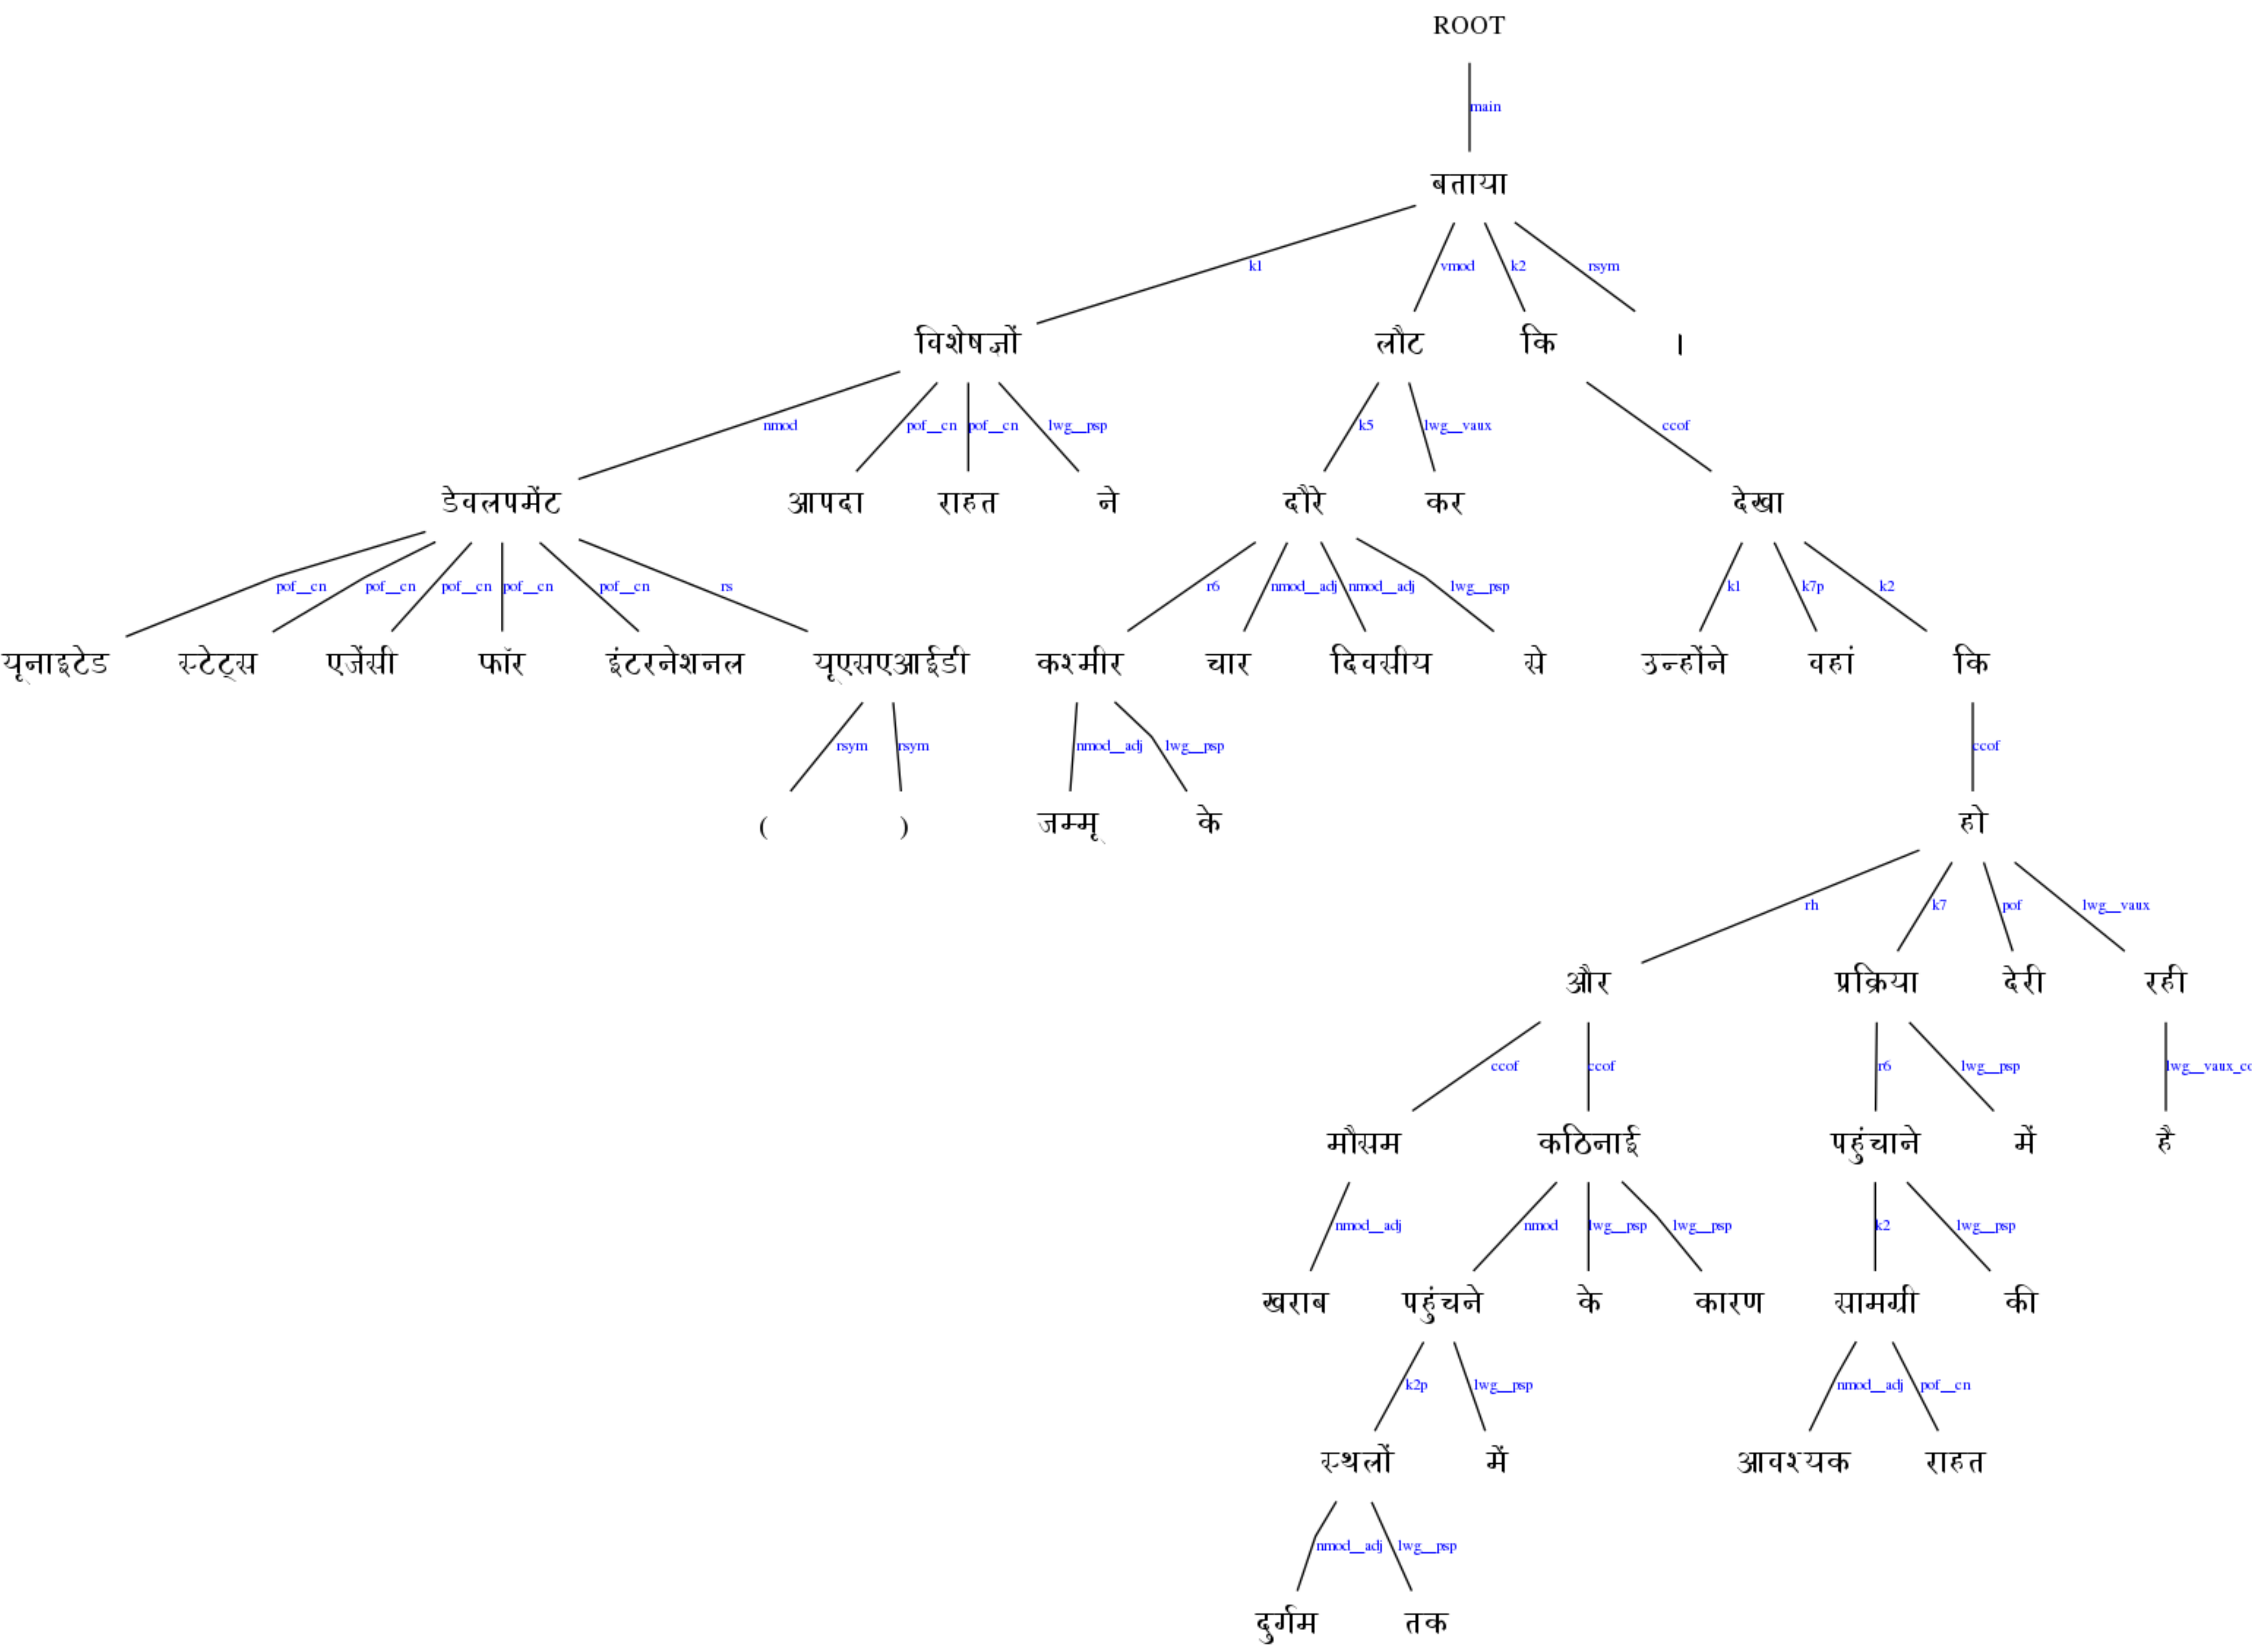 ROOT
main
बताया
k1 vmod k2 rsym
विशेषज्ञों लौट कि ।
nmod pof__cn pof__cn lwg__psp k5 lwg__vaux ccof
डेवलपमेंट आपदा राहत ने दौरे कर देखा
pof__cn pof__cn pof__cn pof__cn pof__cn rs r6 nmod__adj nmod__adj lwg__psp k1 k7p k2
यूनाइटेड स्टेट्स एजेंसी फॉर इंटरनेशनल यूएसएआईडी कश्मीर चार दिवसीय से उन्होंने वहां कि
rsym rsym nmod__adj lwg__psp ccof
( ) जम्मू के हो
rh k7 pof lwg__vaux
और प्रक्रिया देरी रही
ccof ccof r6 lwg__psp lwg__vaux_co
मौसम कठिनाई पहुंचाने में है
nmod__adj nmod lwg__psp lwg__psp k2 lwg__psp
खराब पहुंचने के कारण सामग्री की
k2p lwg__psp nmod__adj pof__cn
स्थलों में आवश्यक राहत
nmod__adj lwg__psp
दुर्गम तक